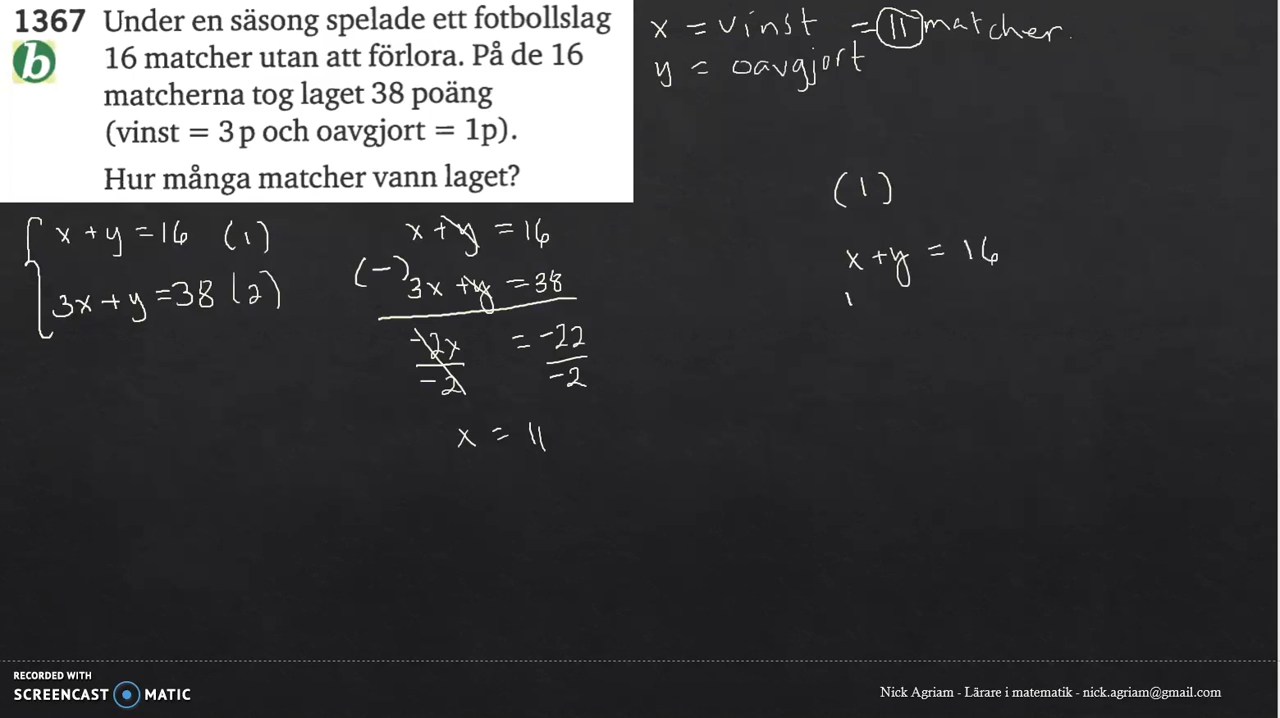 1367 Under en säsong spelade ett fotbollslag
b 16 matcher utan att förlora. På de 16
matcherna tog laget 38 poäng
(vinst = 3 p och oavgjort = 1p).
Hur många matcher vann laget?
x = vinst = 11 matcher.
y = oavgjort
x + y = 16 (1)
3x + y = 38 (2)
x + y = 16
(-) 3x + y = 38
-2x = -22
-2 -2
x = 11
(1)
x + y = 16
1
RECORDED WITH
SCREENCAST MATIC
Nick Agriam - Lärare i matematik - nick.agriam@gmail.com